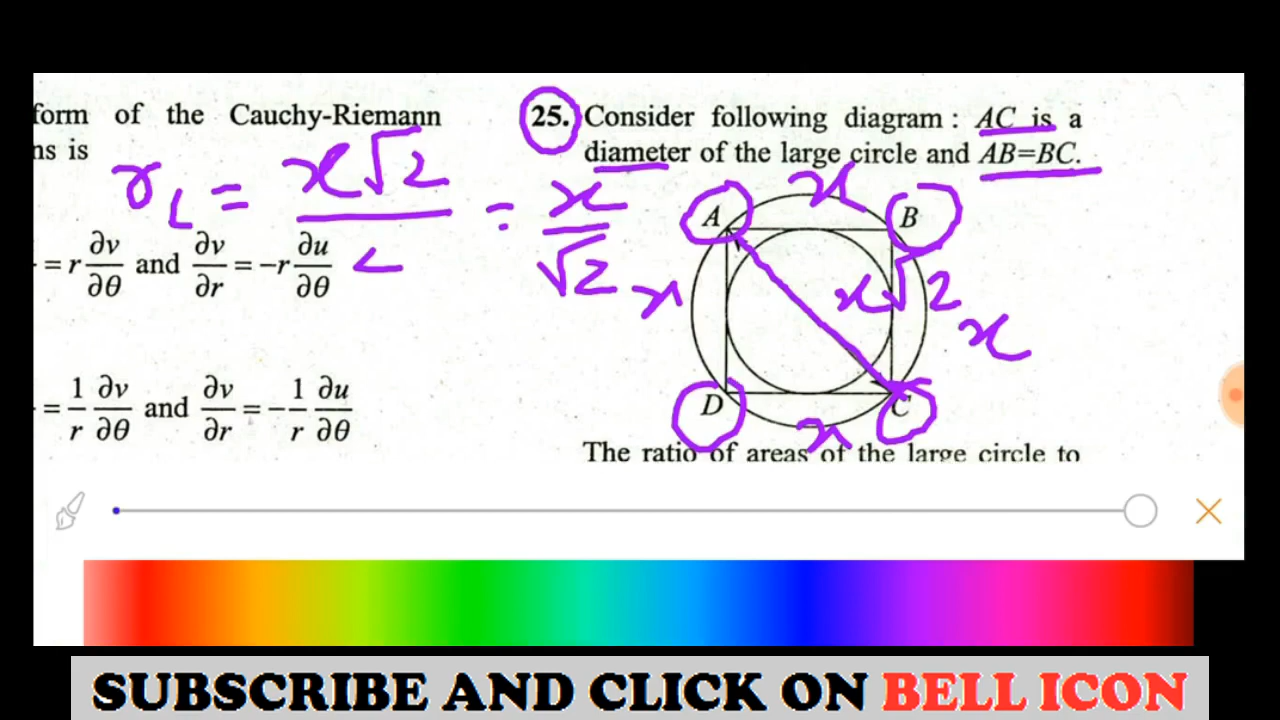 form of the Cauchy-Riemann
ns is
r_L = x√2 / 2 = x / √2
= r ∂v/∂θ and ∂v/∂r = −r ∂u/∂θ
= 1/r ∂v/∂θ and ∂v/∂r = − 1/r ∂u/∂θ
25. Consider following diagram : AC is a
diameter of the large circle and AB=BC.
x
A B
x x√2 x
D C
x
The ratio of areas of the large circle to
SUBSCRIBE AND CLICK ON BELL ICON